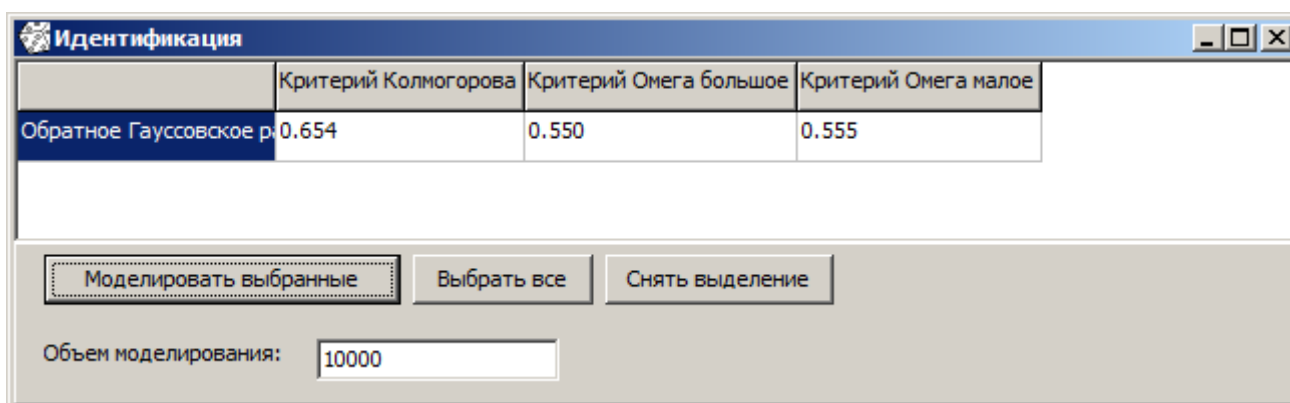 Идентификация
Критерий Колмогорова Критерий Омега большое Критерий Омега малое
Обратное Гауссовское 0.654 0.550 0.555
Моделировать выбранные Выбрать все Снять выделение
Объем моделирования: 10000